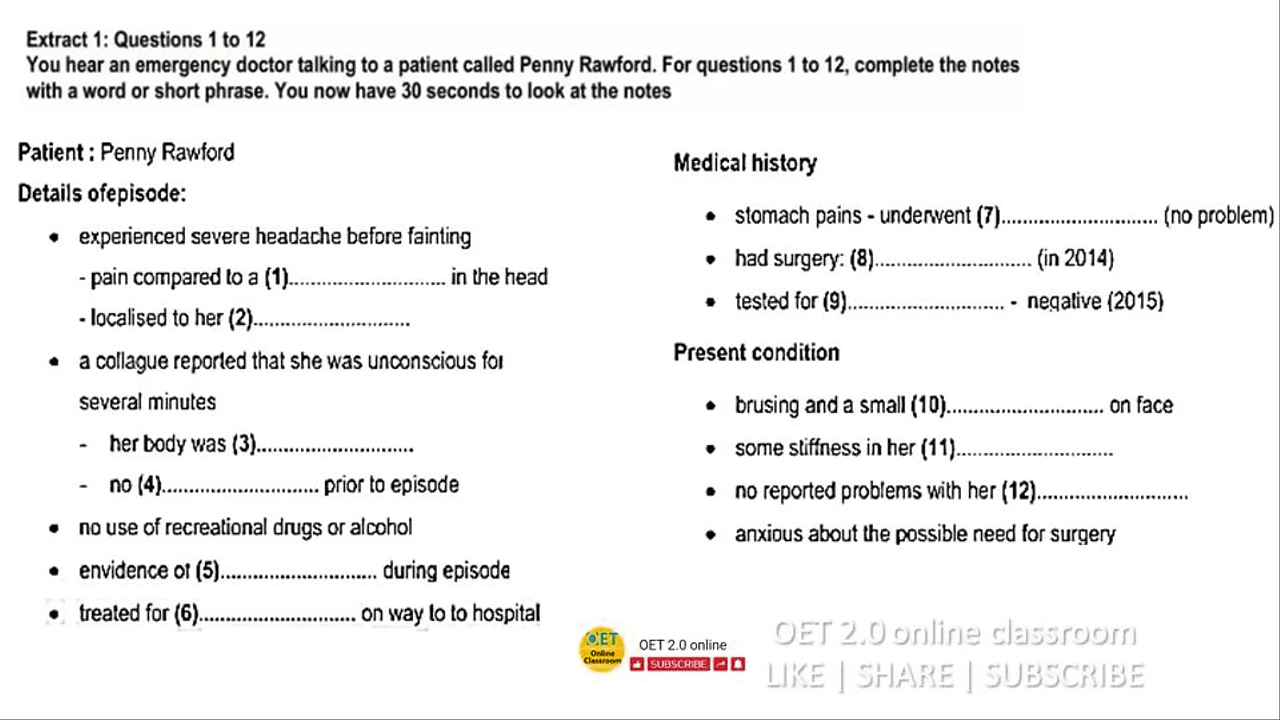 Extract 1: Questions 1 to 12
You hear an emergency doctor talking to a patient called Penny Rawford. For questions 1 to 12, complete the notes
with a word or short phrase. You now have 30 seconds to look at the notes
Patient : Penny Rawford
Details ofepisode:
• experienced severe headache before fainting
- pain compared to a (1)............................ in the head
- localised to her (2)............................
• a collague reported that she was unconscious for
several minutes
- her body was (3)............................
- no (4)............................ prior to episode
• no use of recreational drugs or alcohol
• envidence of (5)............................ during episode
• treated for (6)............................ on way to to hospital
Medical history
• stomach pains - underwent (7)............................ (no problem)
• had surgery: (8)............................ (in 2014)
• tested for (9)............................ - negative (2015)
Present condition
• brusing and a small (10)............................ on face
• some stiffness in her (11)............................
• no reported problems with her (12)...........................
• anxious about the possible need for surgery
OET
Online
Classroom
OET 2.0 online
SUBSCRIBE
OET 2.0 online classroom
LIKE | SHARE | SUBSCRIBE